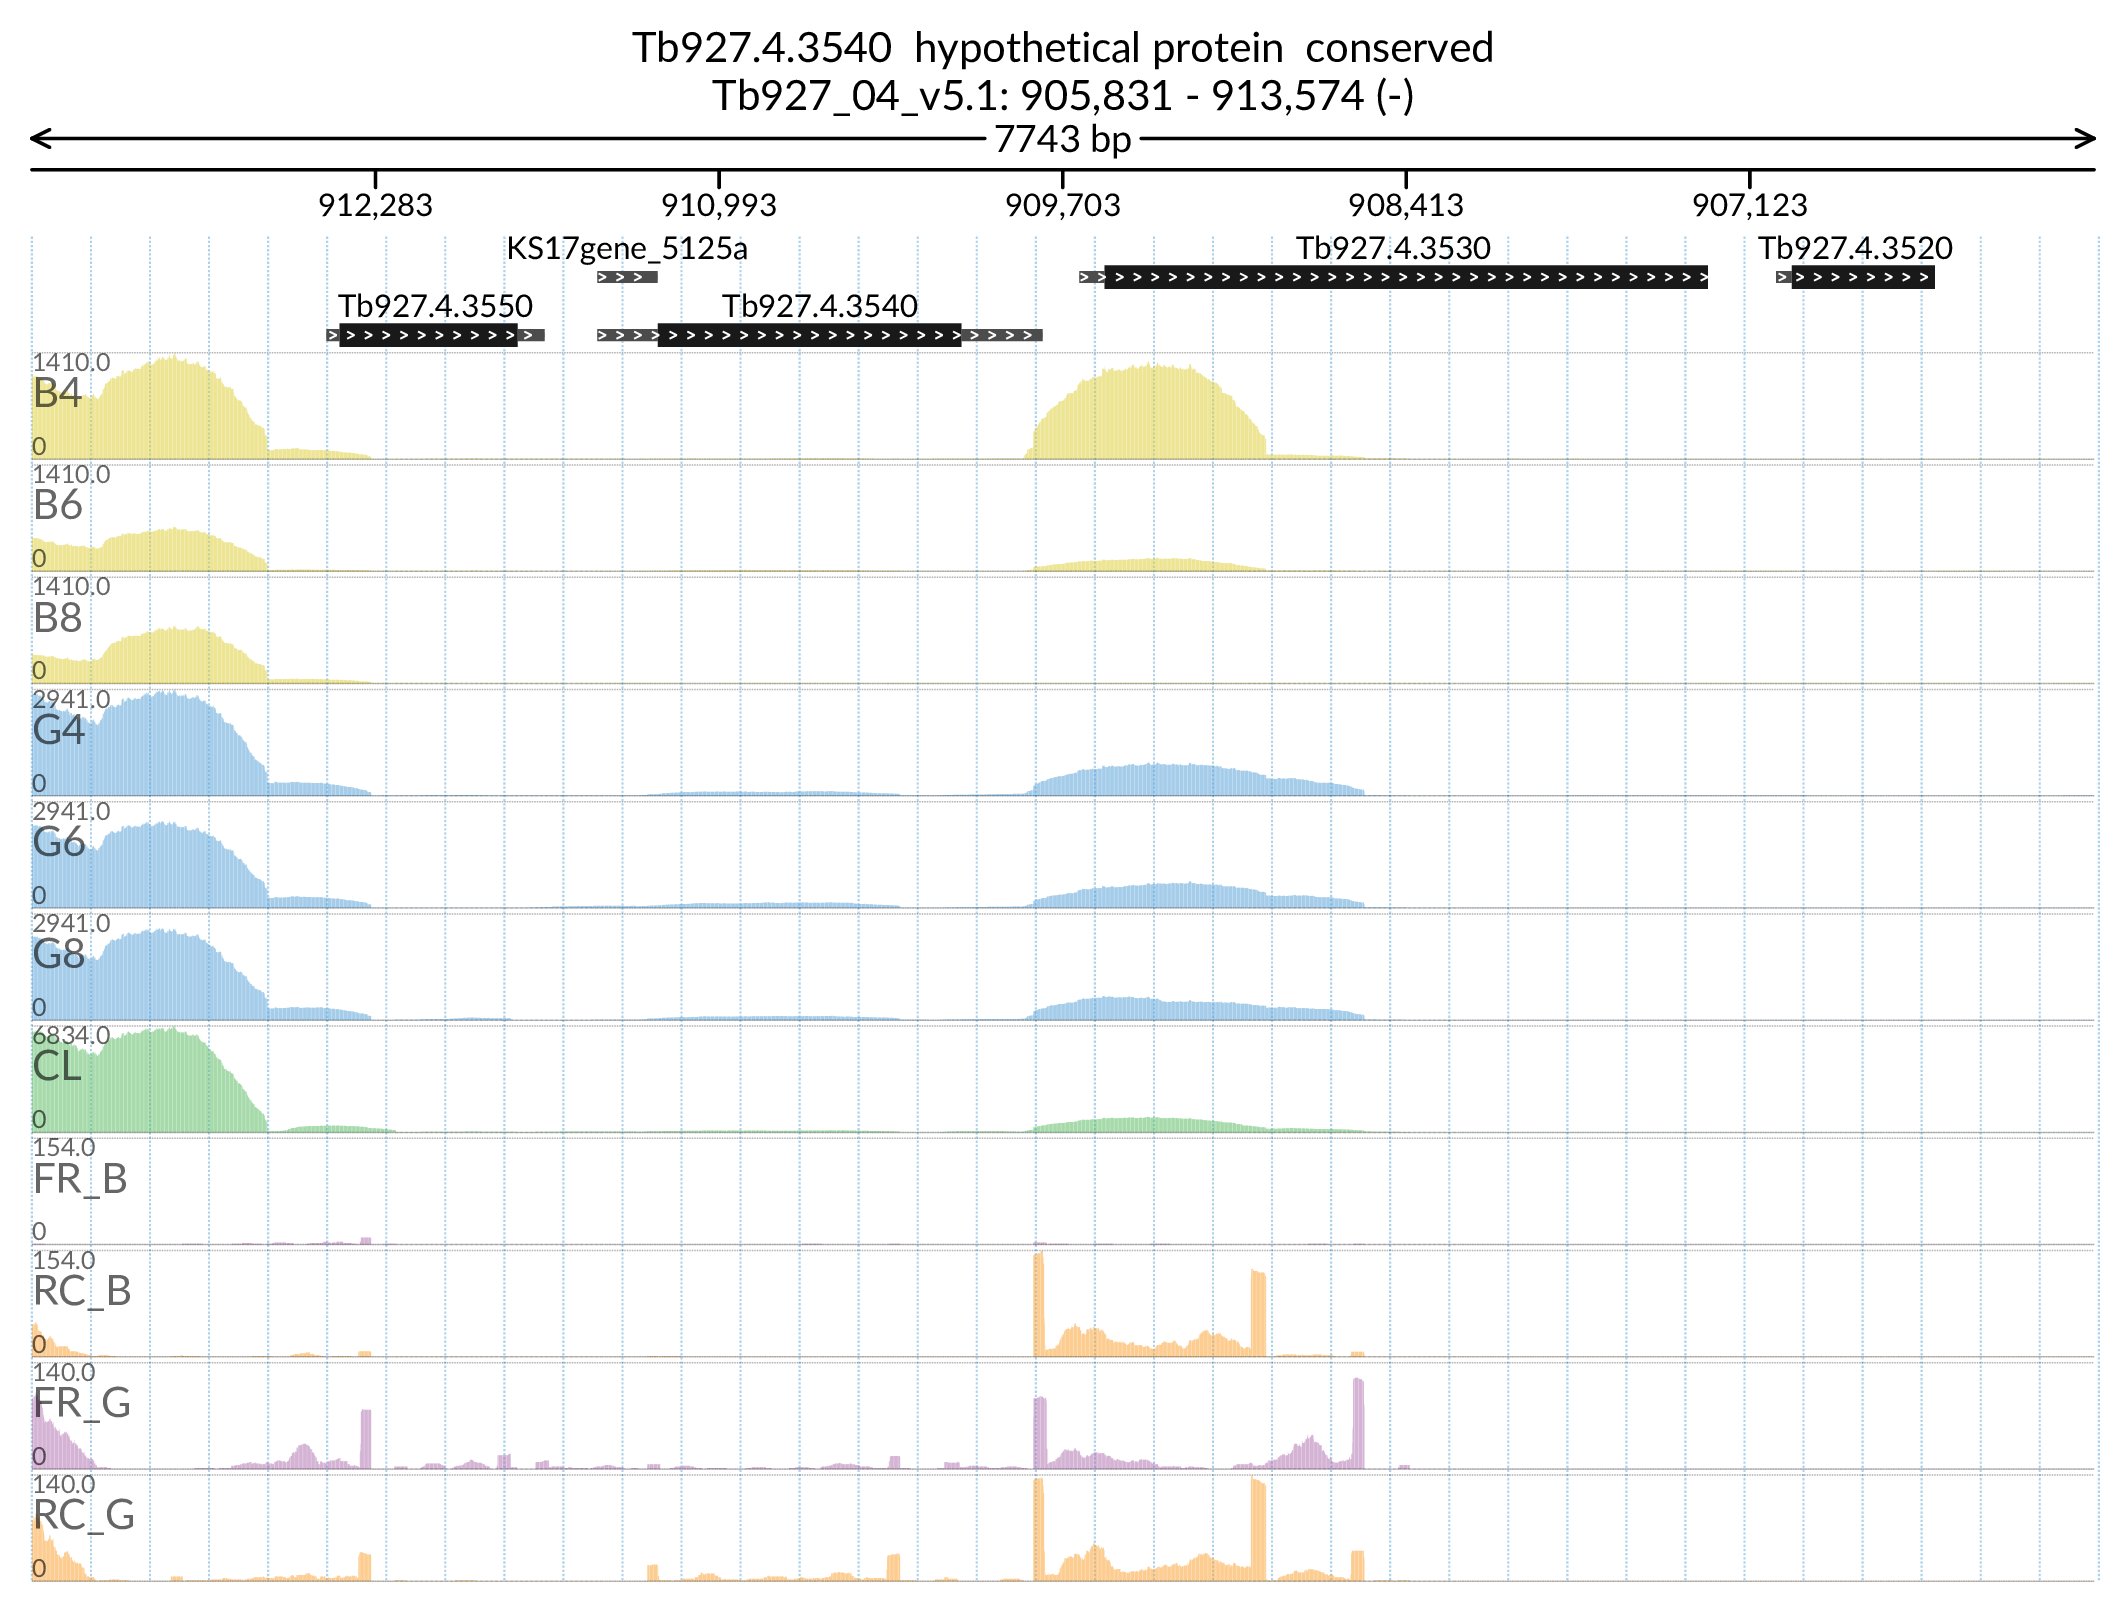 Tb927.4.3540  hypothetical protein  conserved
Tb927_04_v5.1: 905,831 - 913,574 (-)
7743 bp
912,283 910,993 909,703 908,413 907,123
KS17gene_5125a Tb927.4.3530 Tb927.4.3520
Tb927.4.3550 Tb927.4.3540
1410.0
B4
0
1410.0
B6
0
1410.0
B8
0
2941.0
G4
0
2941.0
G6
0
2941.0
G8
0
6834.0
CL
0
154.0
FR_B
0
154.0
RC_B
0
140.0
FR_G
0
140.0
RC_G
0